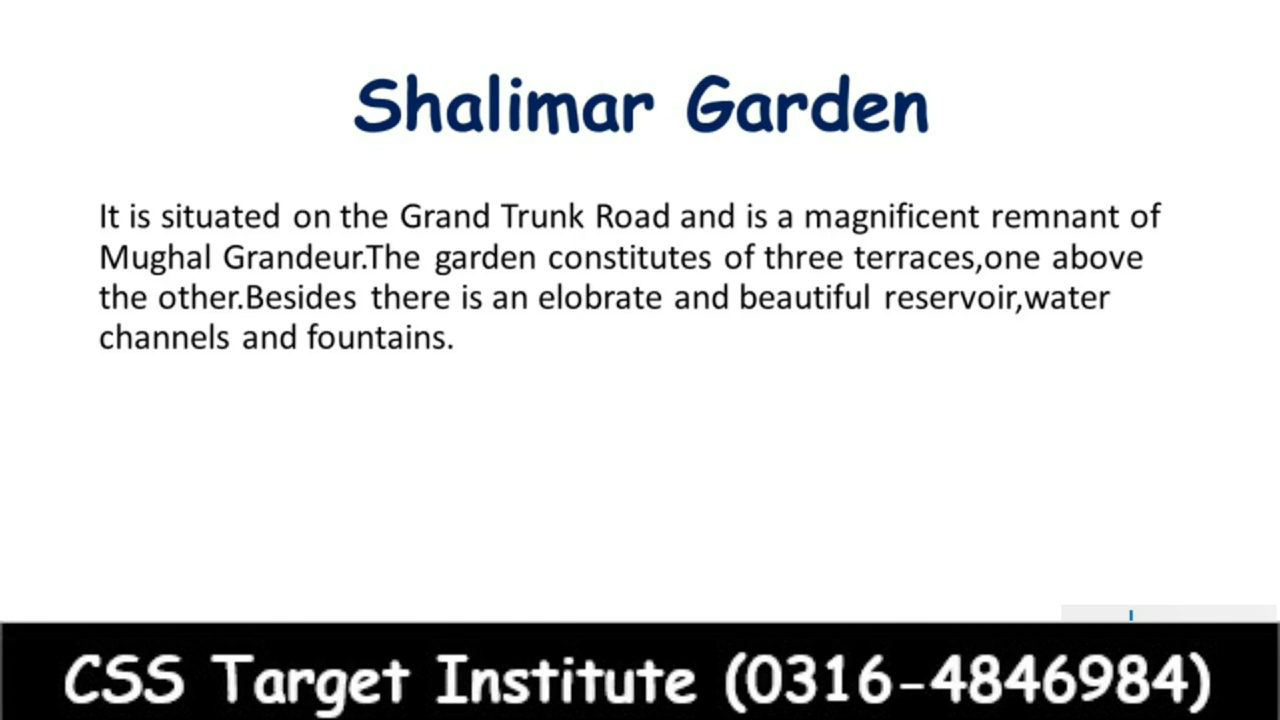 Shalimar Garden
It is situated on the Grand Trunk Road and is a magnificent remnant of
Mughal Grandeur.The garden constitutes of three terraces,one above
the other.Besides there is an elobrate and beautiful reservoir,water
channels and fountains.
CSS Target Institute (0316-4846984)